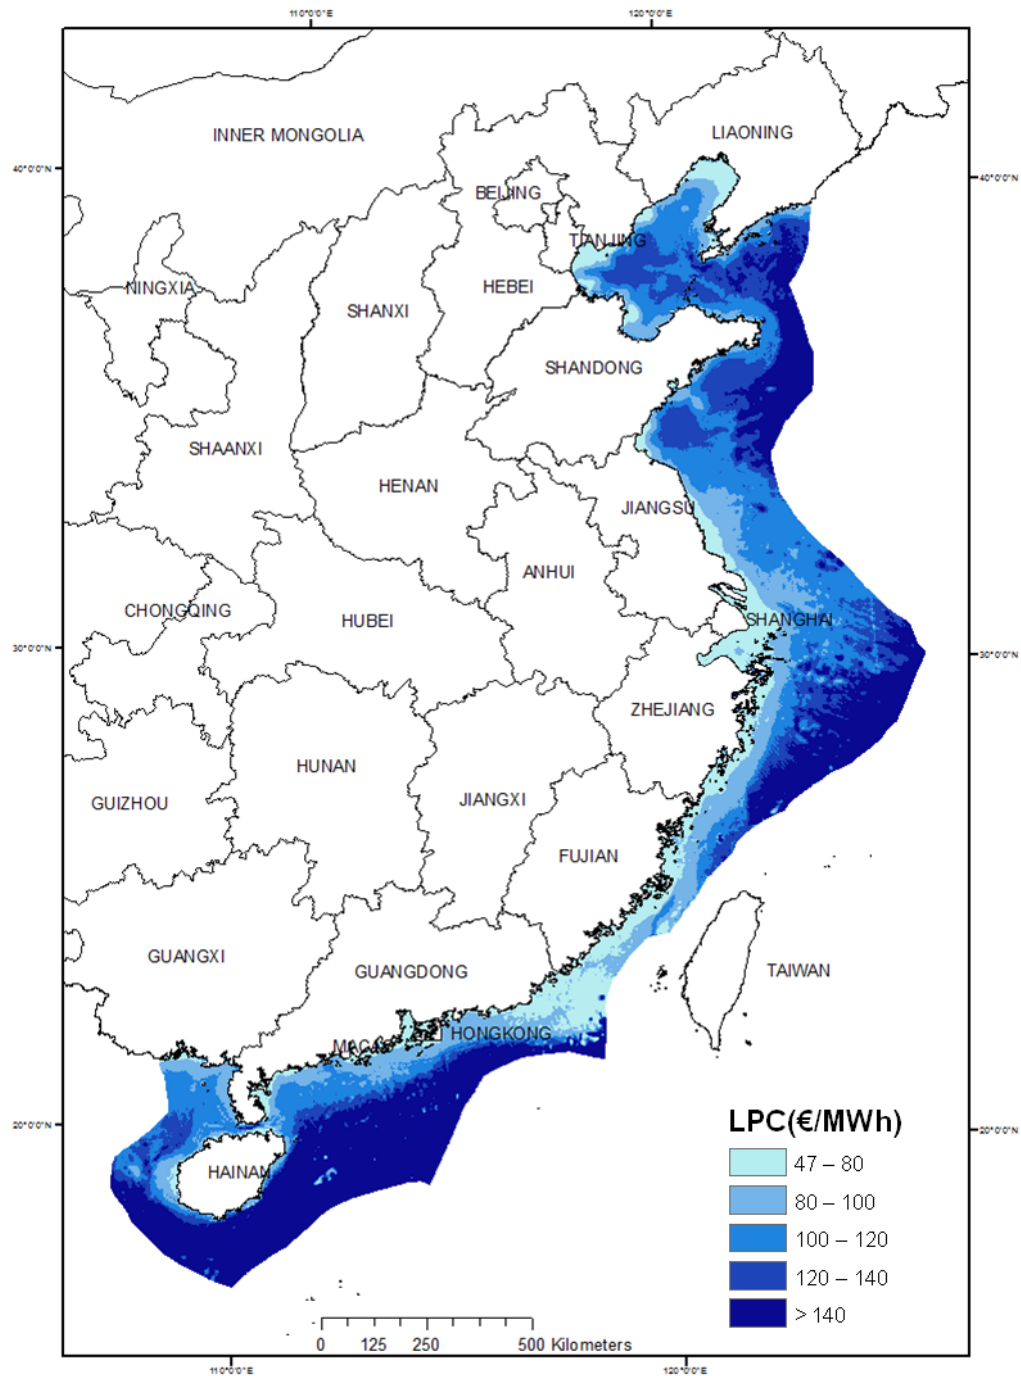 110°0'0"E 120°0'0"E
INNER MONGOLIA
LIAONING
40°0'0"N 40°0'0"N
BEIJING
TIANJING
NINGXIA
HEBEI
SHANXI
SHANDONG
SHAANXI
HENAN
JIANGSU
ANHUI
CHONGQING
HUBEI
SHANGHAI
30°0'0"N 30°0'0"N
ZHEJIANG
HUNAN
GUIZHOU
JIANGXI
FUJIAN
GUANGXI
GUANGDONG
TAIWAN
HONGKONG
20°0'0"N 20°0'0"N
HAINAN
LPC(€/MWh)
47 – 80
80 – 100
100 – 120
120 – 140
> 140
0 125 250 500 Kilometers
110°0'0"E 120°0'0"E